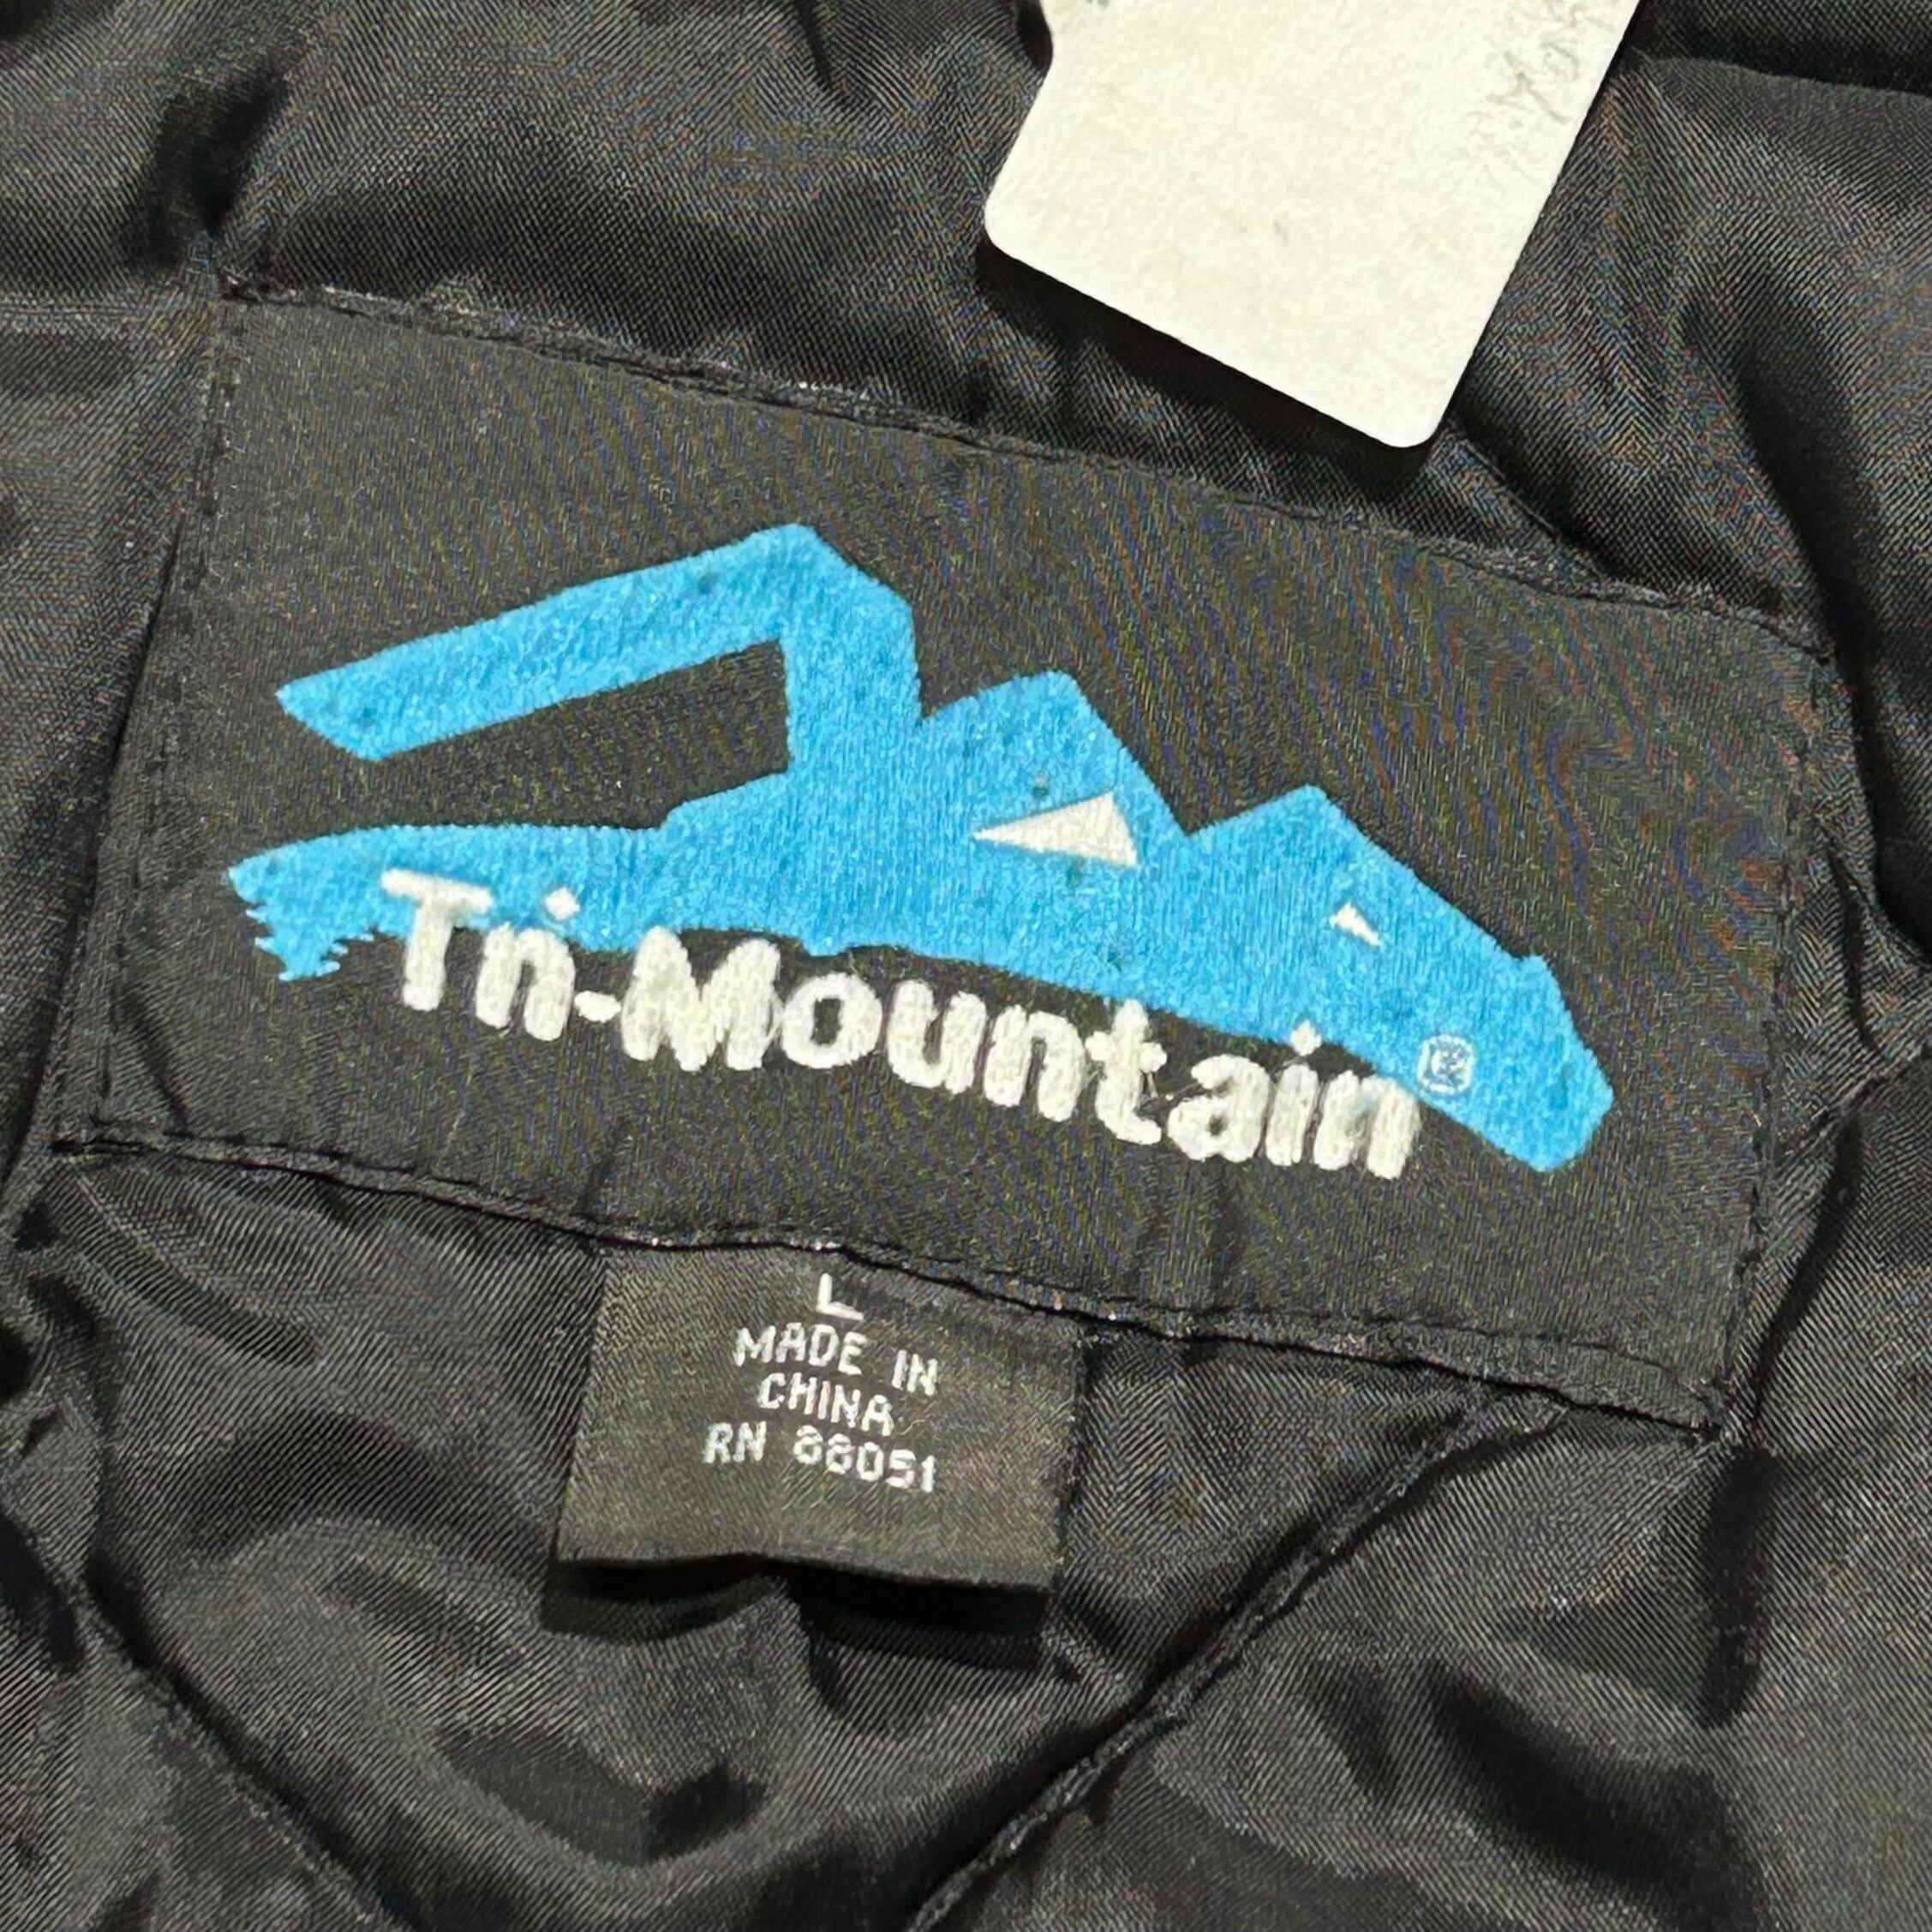 Tri-Mountain®
L
MADE IN
CHINA
RN 88051